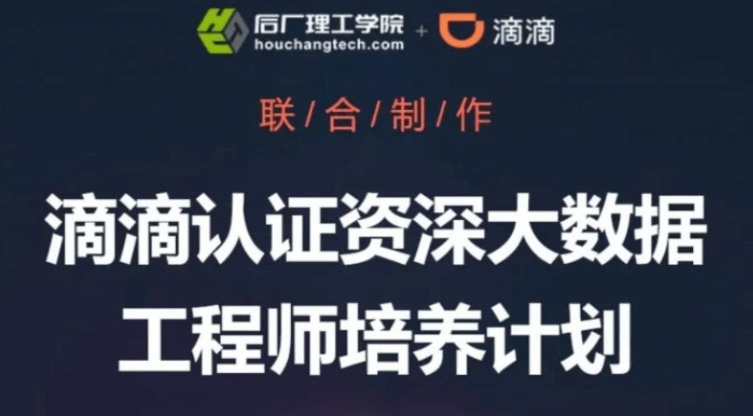 后厂理工学院 + 滴滴
houchangtech.com
联/合/制/作
滴滴认证资深大数据
工程师培养计划